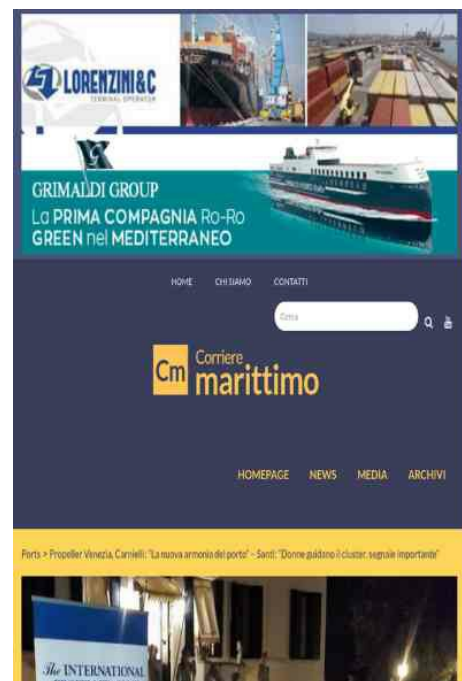 LORENZINI&C
TERMINAL OPERATOR
GRIMALDI GROUP
La PRIMA COMPAGNIA Ro-Ro
GREEN nel MEDITERRANEO
HOME CHI SIAMO CONTATTI
Cerca
Cm Corriere
marittimo
HOMEPAGE NEWS MEDIA ARCHIVI
Ports > Propeller Venezia, Carnielli: "La nuova armonia del porto" – Santi: "Donne guidano il cluster, segnale importante"
The INTERNATIONAL